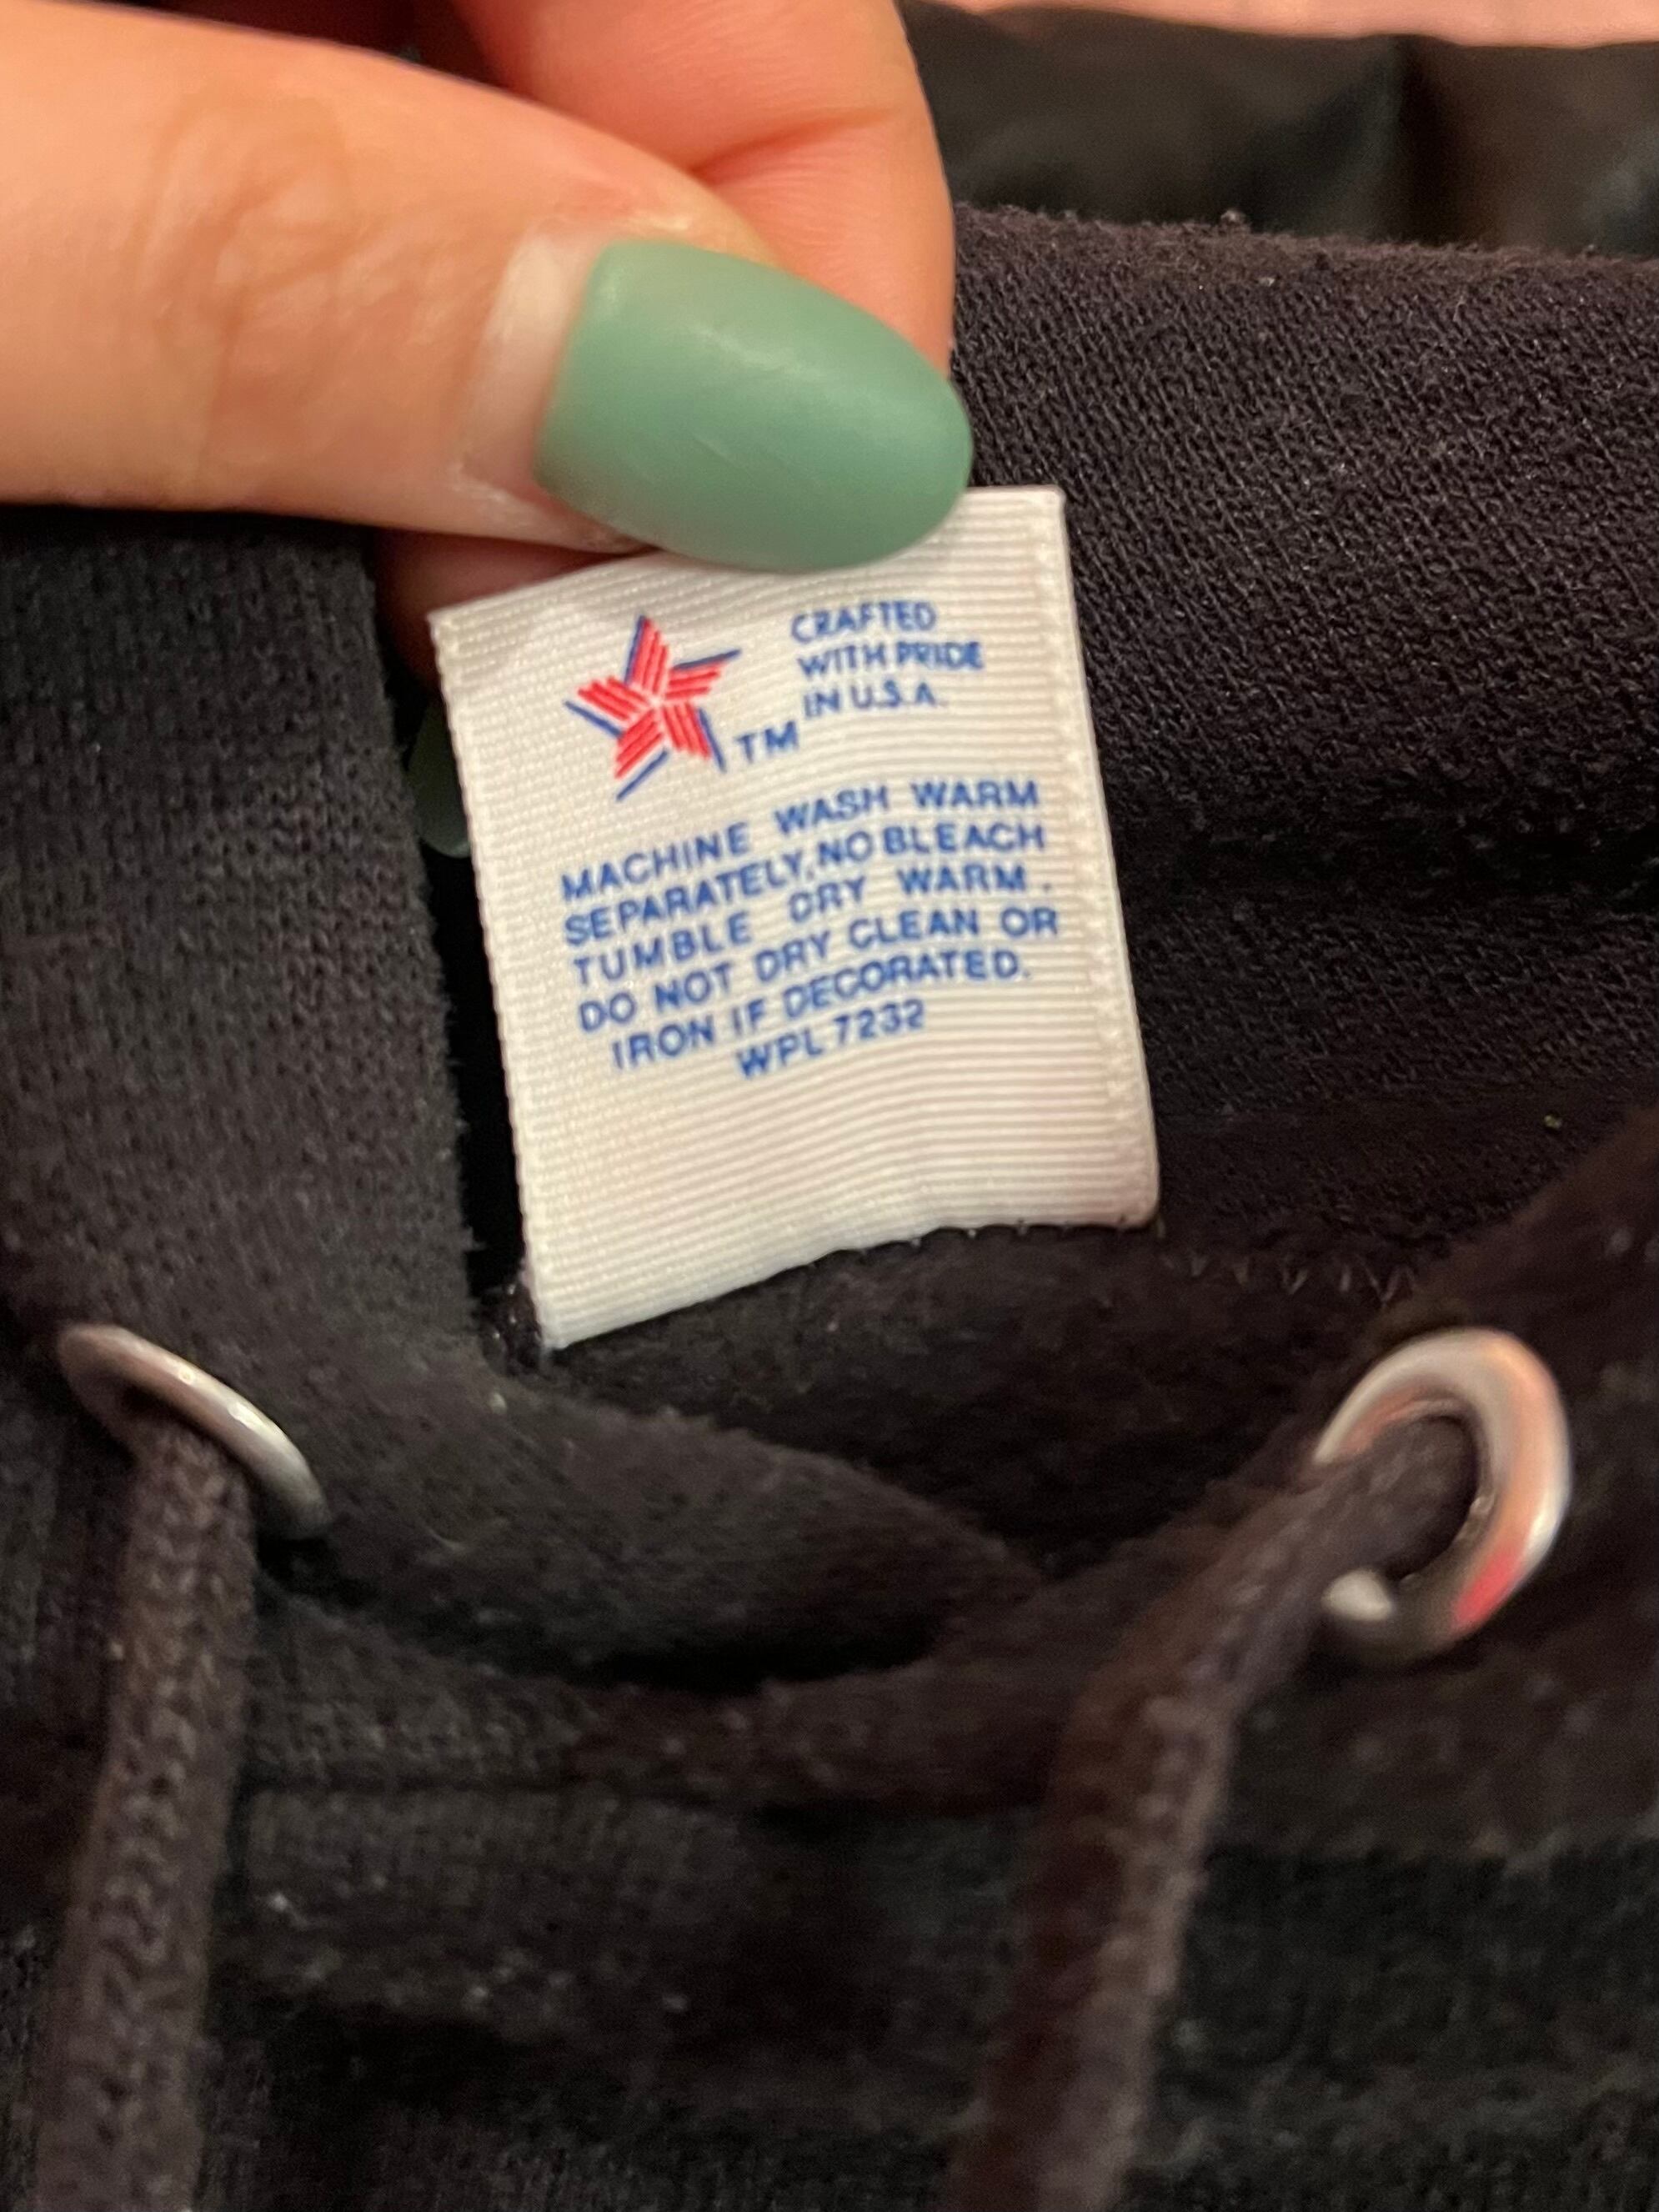 CRAFTED
WITH PRIDE
IN U.S.A.
TM
MACHINE WASH WARM
SEPARATELY, NO BLEACH
TUMBLE DRY WARM.
DO NOT DRY CLEAN OR
IRON IF DECORATED.
WPL 7232